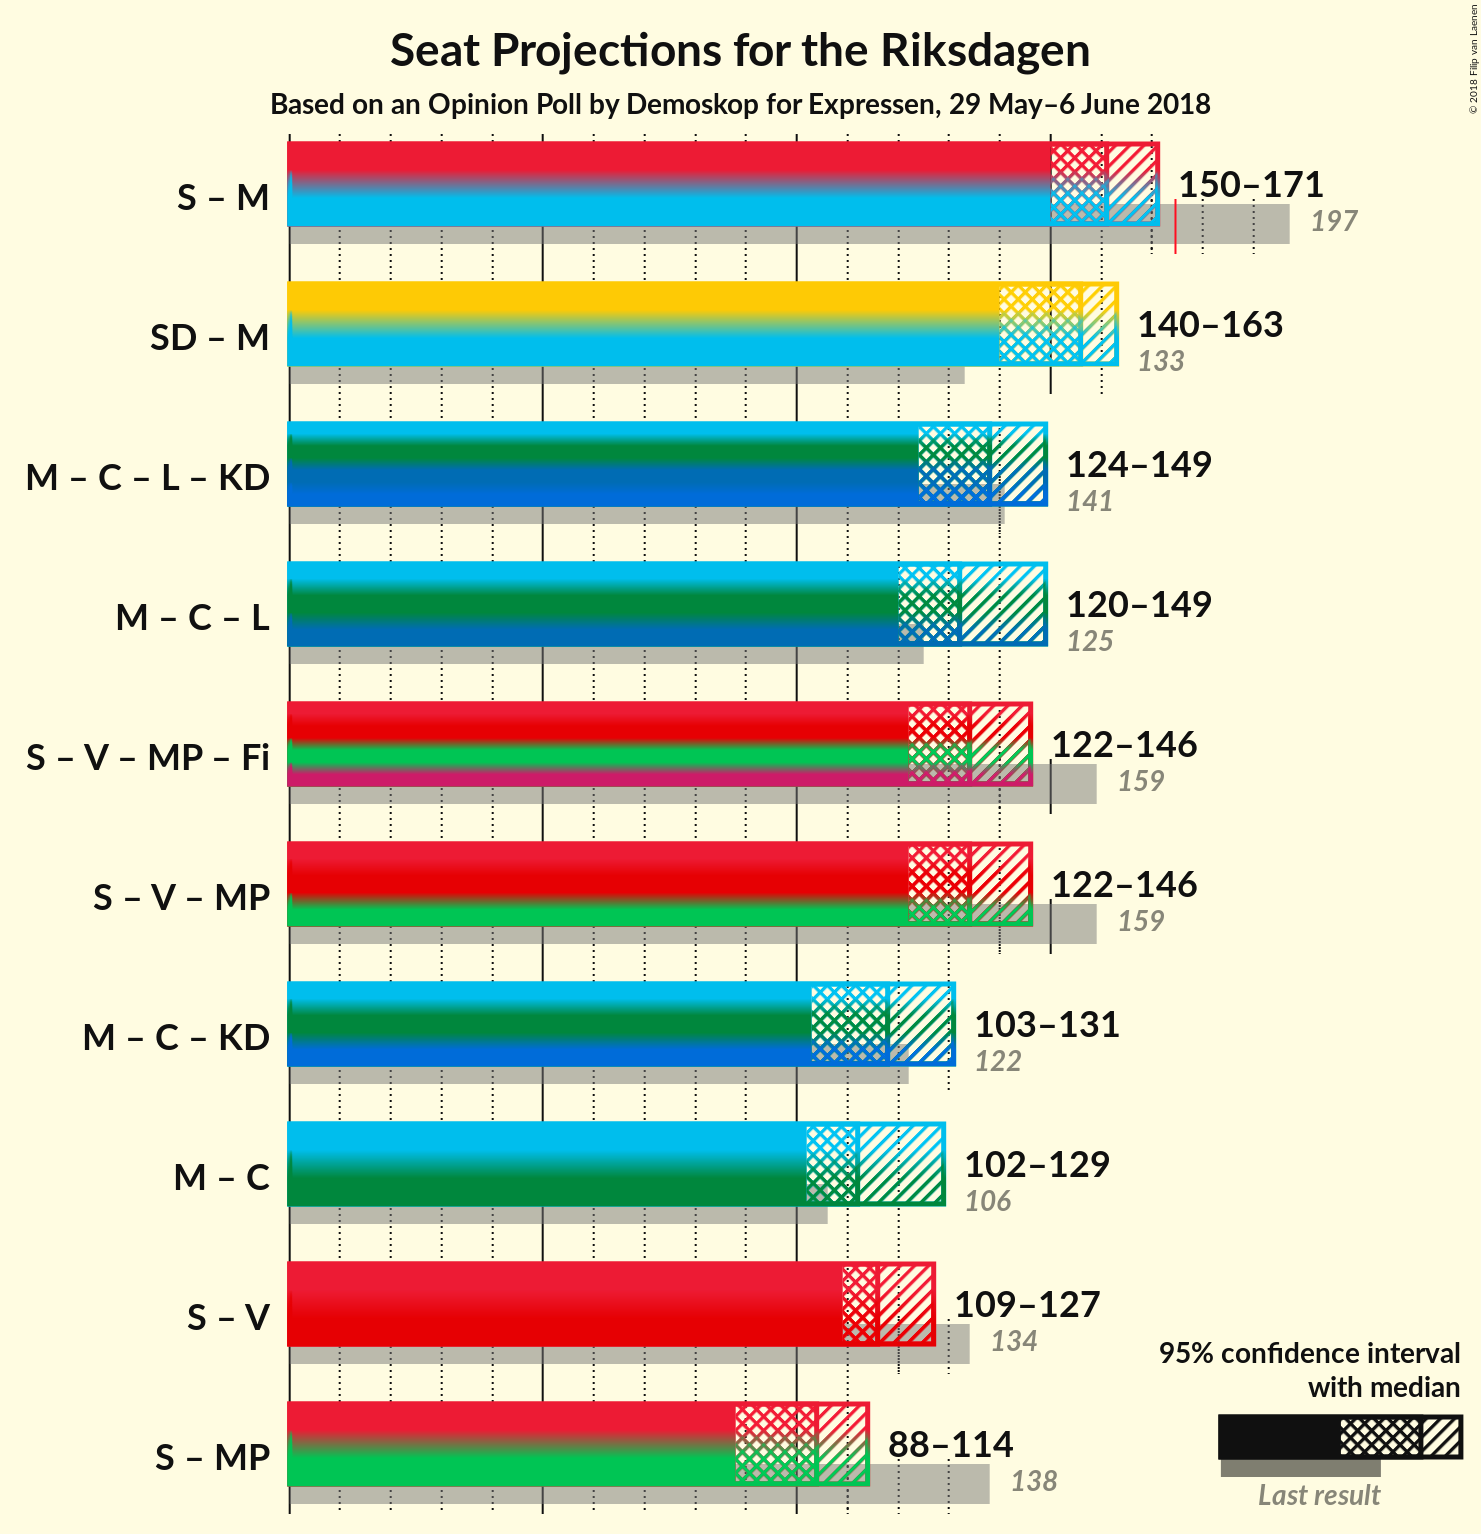 Seat Projections for the Riksdagen
Based on an Opinion Poll by Demoskop for Expressen, 29 May–6 June 2018
© 2018 Filip van Laenen
S – M
150–171
197
SD – M
140–163
133
M – C – L – KD
124–149
141
M – C – L
120–149
125
S – V – MP – Fi
122–146
159
S – V – MP
122–146
159
M – C – KD
103–131
122
M – C
102–129
106
S – V
109–127
134
S – MP
88–114
138
95% confidence interval
with median
Last result